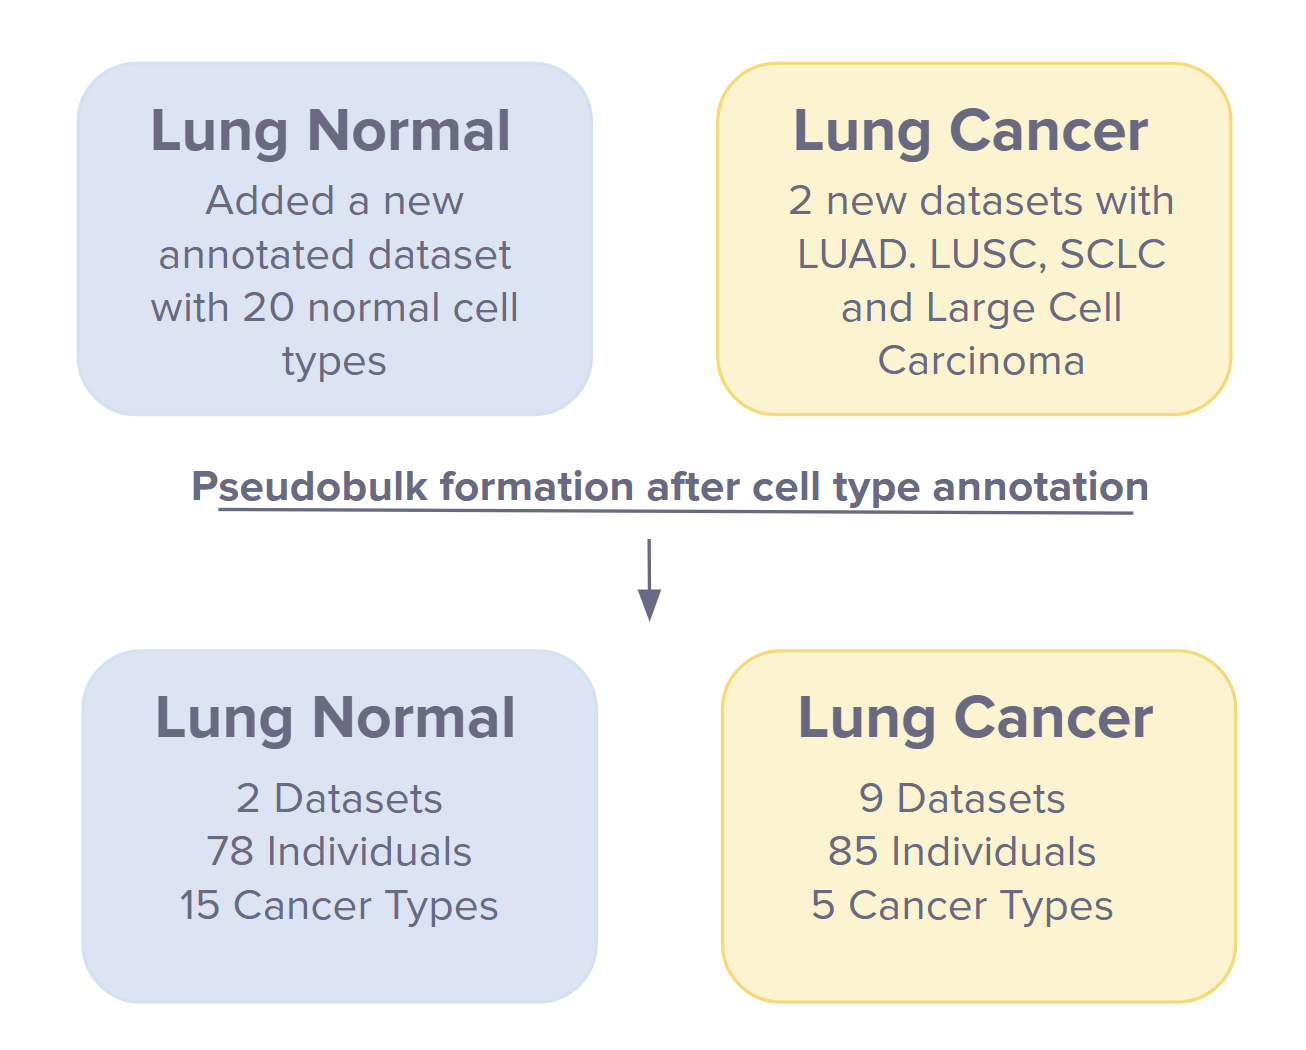 Lung Normal
Added a new
annotated dataset
with 20 normal cell
types
Lung Cancer
2 new datasets with
LUAD. LUSC, SCLC
and Large Cell
Carcinoma
Pseudobulk formation after cell type annotation
Lung Normal
2 Datasets
78 Individuals
15 Cancer Types
Lung Cancer
9 Datasets
85 Individuals
5 Cancer Types